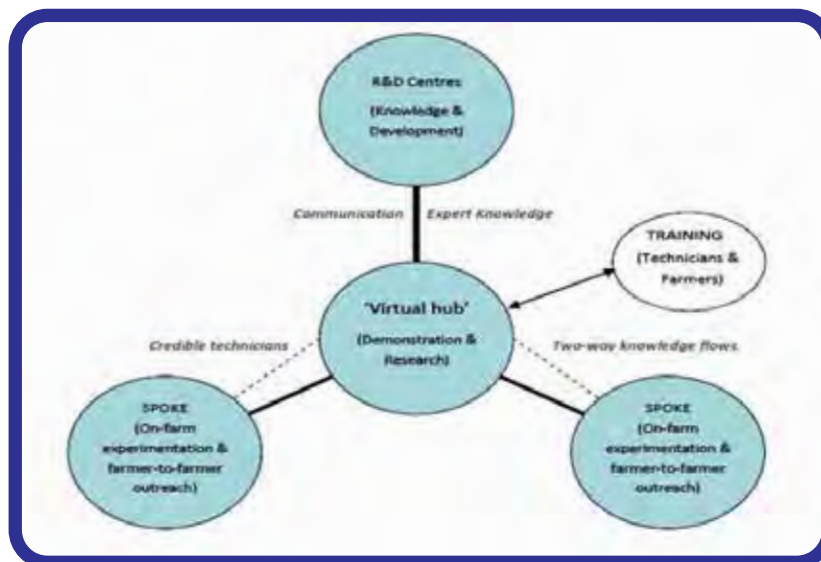 R&D Centres
(Knowledge &
Development)
Communication
Expert Knowledge
TRAINING
(Technicians &
Farmers)
'Virtual hub'
(Demonstration &
Research)
Credible technicians
Two-way knowledge flows
SPOKE
(On-farm
experimentation &
farmer-to-farmer
outreach)
SPOKE
(On-farm
experimentation &
farmer-to-farmer
outreach)